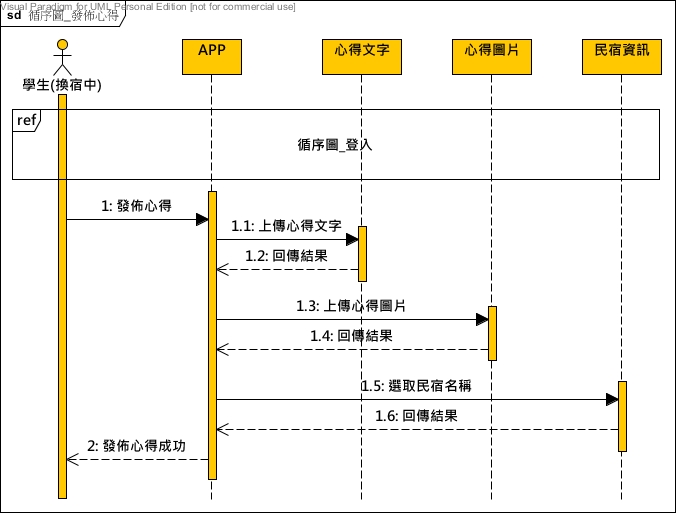 Visual Paradigm for UML Personal Edition [not for commercial use]
sd 循序圖_發佈心得
APP
心得文字
心得圖片
民宿資訊
學生(換宿中)
ref
循序圖_登入
1: 發佈心得
1.1: 上傳心得文字
1.2: 回傳結果
1.3: 上傳心得圖片
1.4: 回傳結果
1.5: 選取民宿名稱
1.6: 回傳結果
2: 發佈心得成功